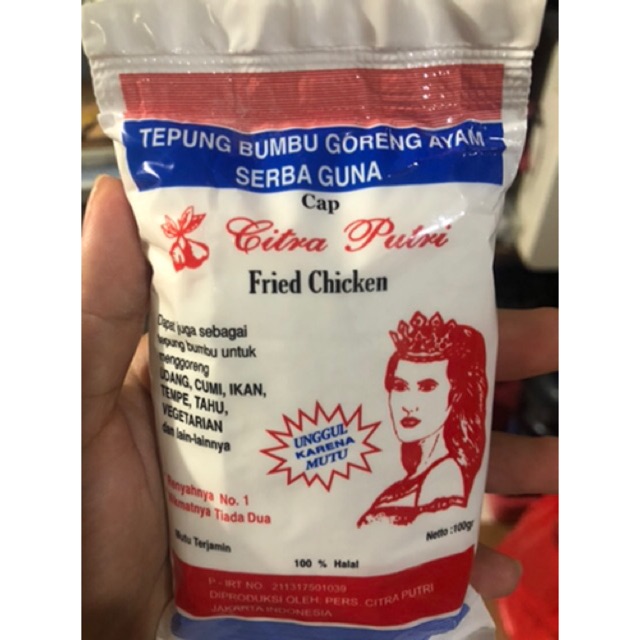 TEPUNG BUMBU GORENG AYAM
SERBA GUNA
Cap
Citra Putri
Fried Chicken
Dapat juga sebagai
tepung bumbu untuk
menggoreng
UDANG, CUMI, IKAN,
TEMPE, TAHU,
VEGETARIAN
dan lain-lainnya
UNGGUL
KARENA
MUTU
Renyahnya No. 1
Nikmatnya Tiada Dua
Mutu Terjamin
Netto :100gr
100 % Halal
P - IRT NO. 211317501039
DIPRODUKSI OLEH: PERS. CITRA PUTRI
JAKARTA INDONESIA